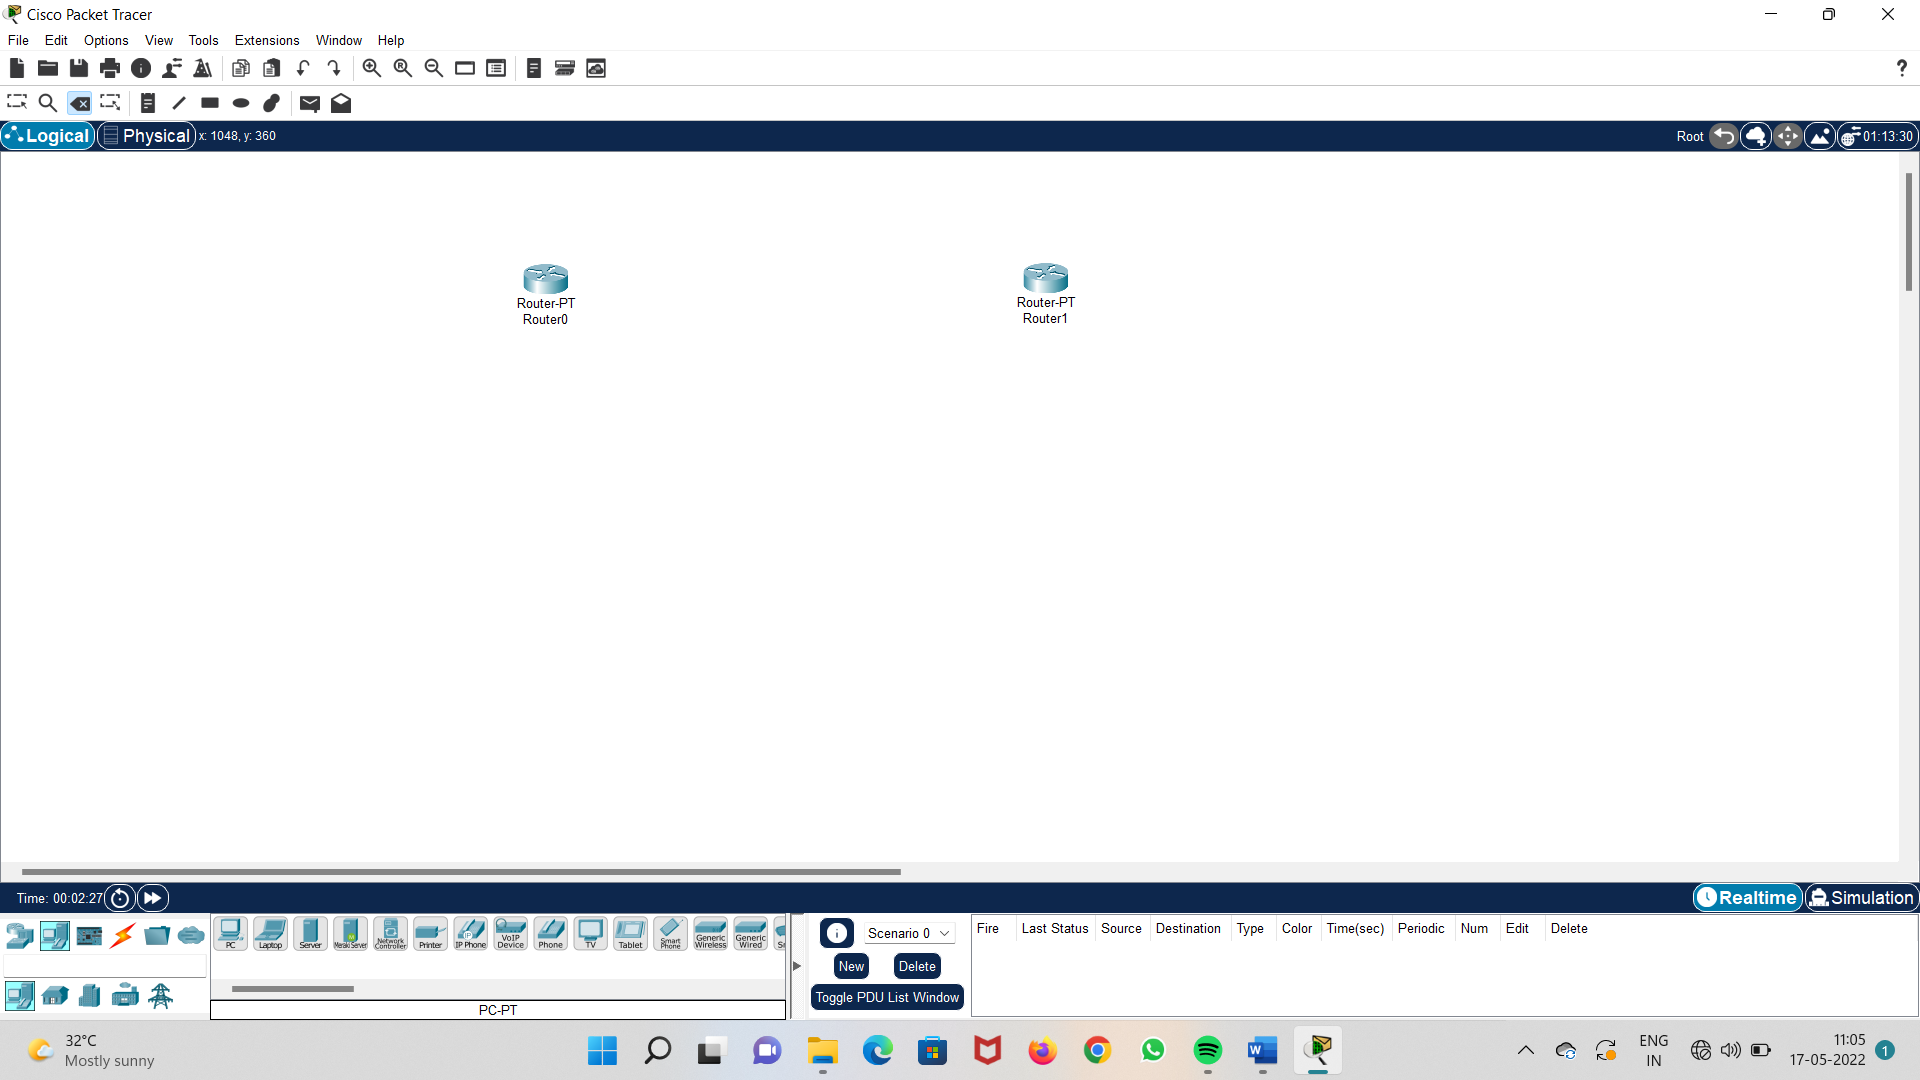 Cisco Packet Tracer
File Edit Options View Tools Extensions Window Help
?
Logical Physical x: 1048, y: 360 Root 01:13:30
Router-PT
Router0
Router-PT
Router1
Time: 00:02:27 Realtime Simulation
PC Laptop Server Meraki Server Network Controller Printer IP Phone VoIP Device Phone TV Tablet Smart Phone Generic Wireless Generic Wired
PC-PT
Scenario 0
New Delete
Toggle PDU List Window
Fire Last Status Source Destination Type Color Time(sec) Periodic Num Edit Delete
32°C
Mostly sunny
ENG
IN
11:05
17-05-2022
1